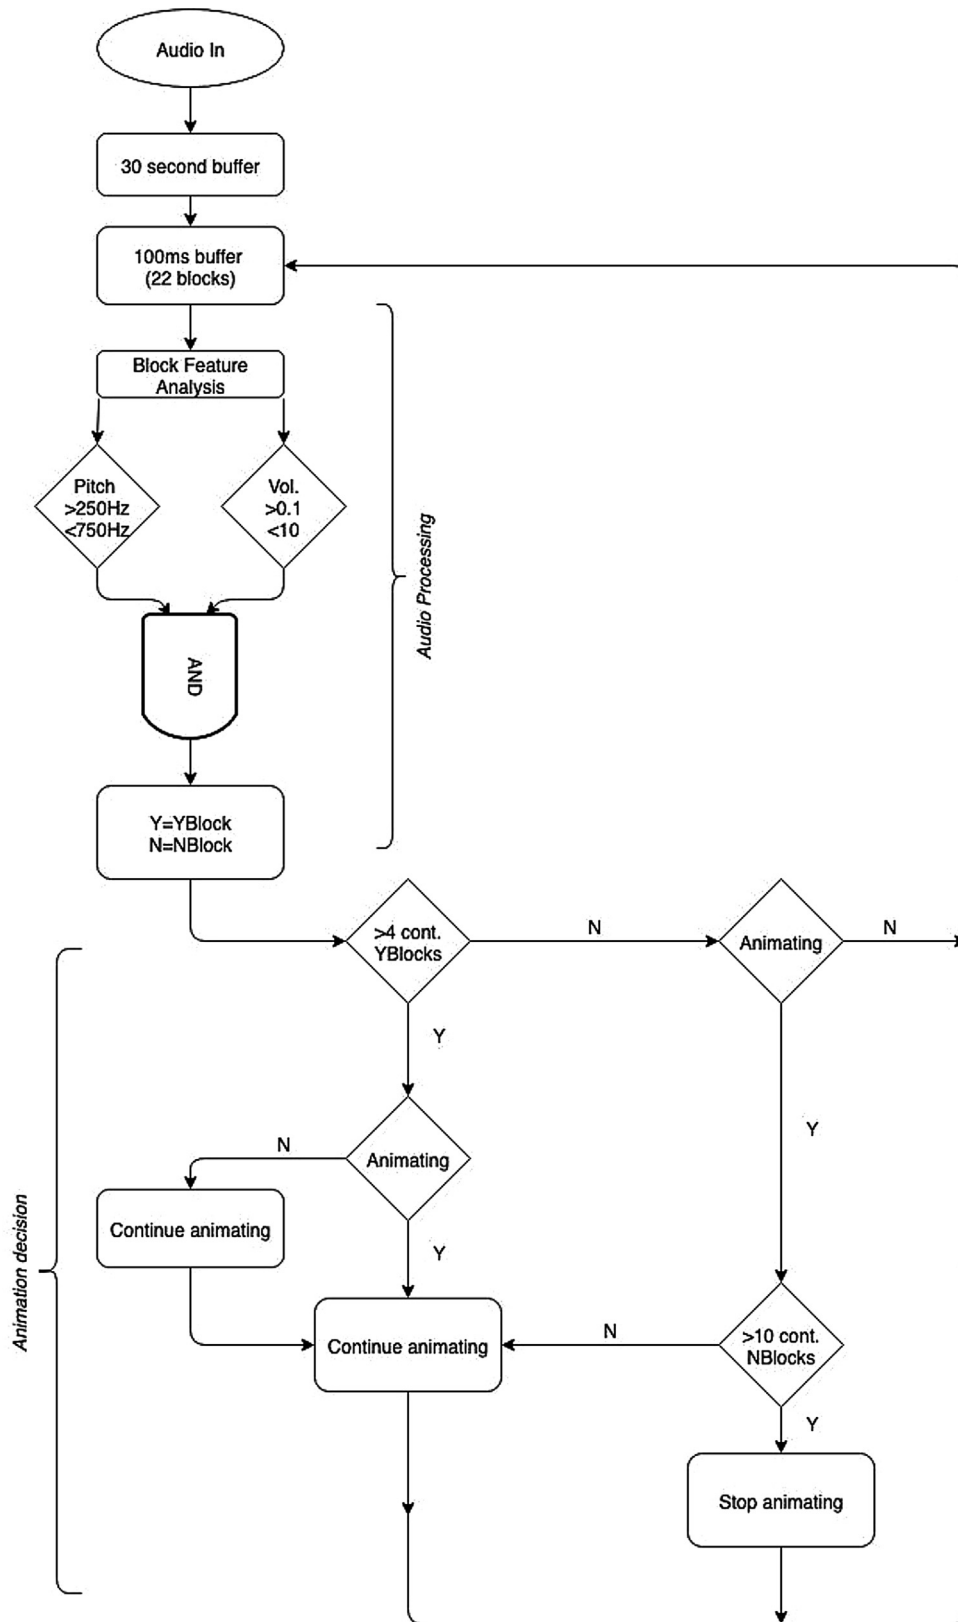 Audio In
30 second buffer
100ms buffer
(22 blocks)
Block Feature
Analysis
Pitch
>250Hz
<750Hz
Vol.
>0.1
<10
AND
Audio Processing
Y=YBlock
N=NBlock
>4 cont.
YBlocks
N
Animating
N
Y
Y
Animating
N
Continue animating
Y
Animation decision
Continue animating
N
>10 cont.
NBlocks
Y
Stop animating